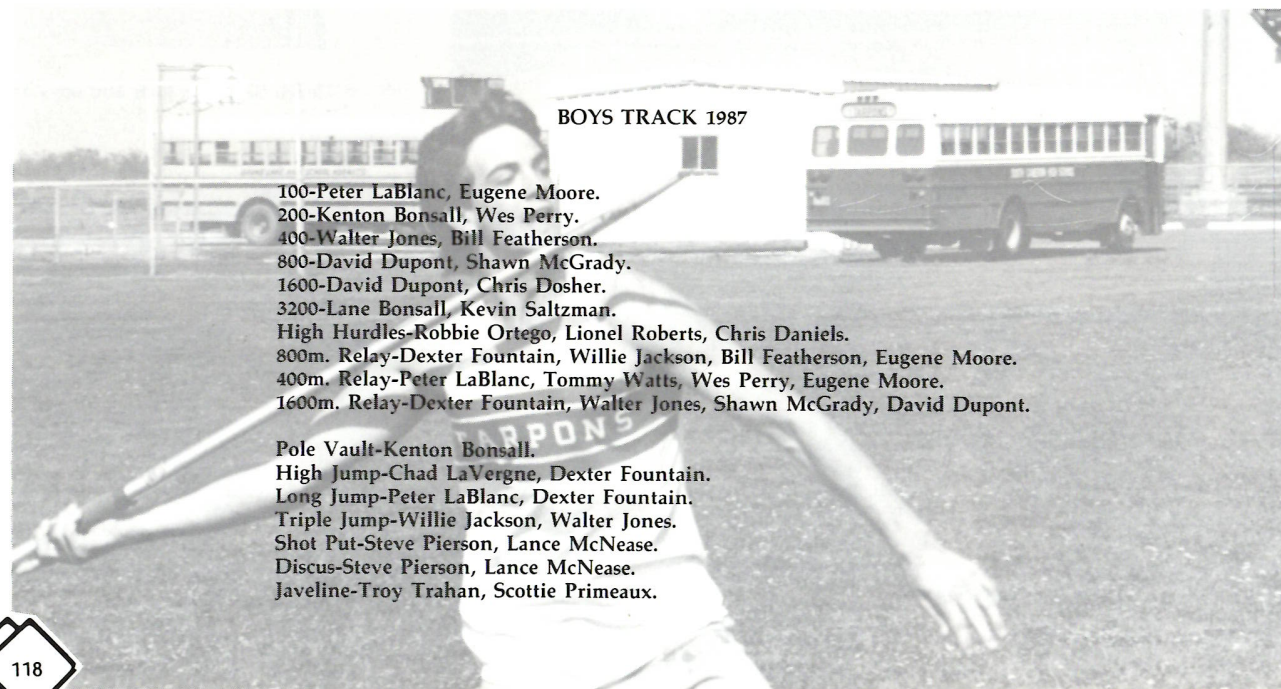 BOYS TRACK 1987
100-Peter LaBlanc, Eugene Moore.
200-Kenton Bonsall, Wes Perry.
400-Walter Jones, Bill Featherson.
800-David Dupont, Shawn McGrady.
1600-David Dupont, Chris Dosher.
3200-Lane Bonsall, Kevin Saltzman.
High Hurdles-Robbie Ortego, Lionel Roberts, Chris Daniels.
800m. Relay-Dexter Fountain, Willie Jackson, Bill Featherson, Eugene Moore.
400m. Relay-Peter LaBlanc, Tommy Watts, Wes Perry, Eugene Moore.
1600m. Relay-Dexter Fountain, Walter Jones, Shawn McGrady, David Dupont.
TARPONS
Pole Vault-Kenton Bonsall.
High Jump-Chad LaVergne, Dexter Fountain.
Long Jump-Peter LaBlanc, Dexter Fountain.
Triple Jump-Willie Jackson, Walter Jones.
Shot Put-Steve Pierson, Lance McNease.
Discus-Steve Pierson, Lance McNease.
Javeline-Troy Trahan, Scottie Primeaux.
118